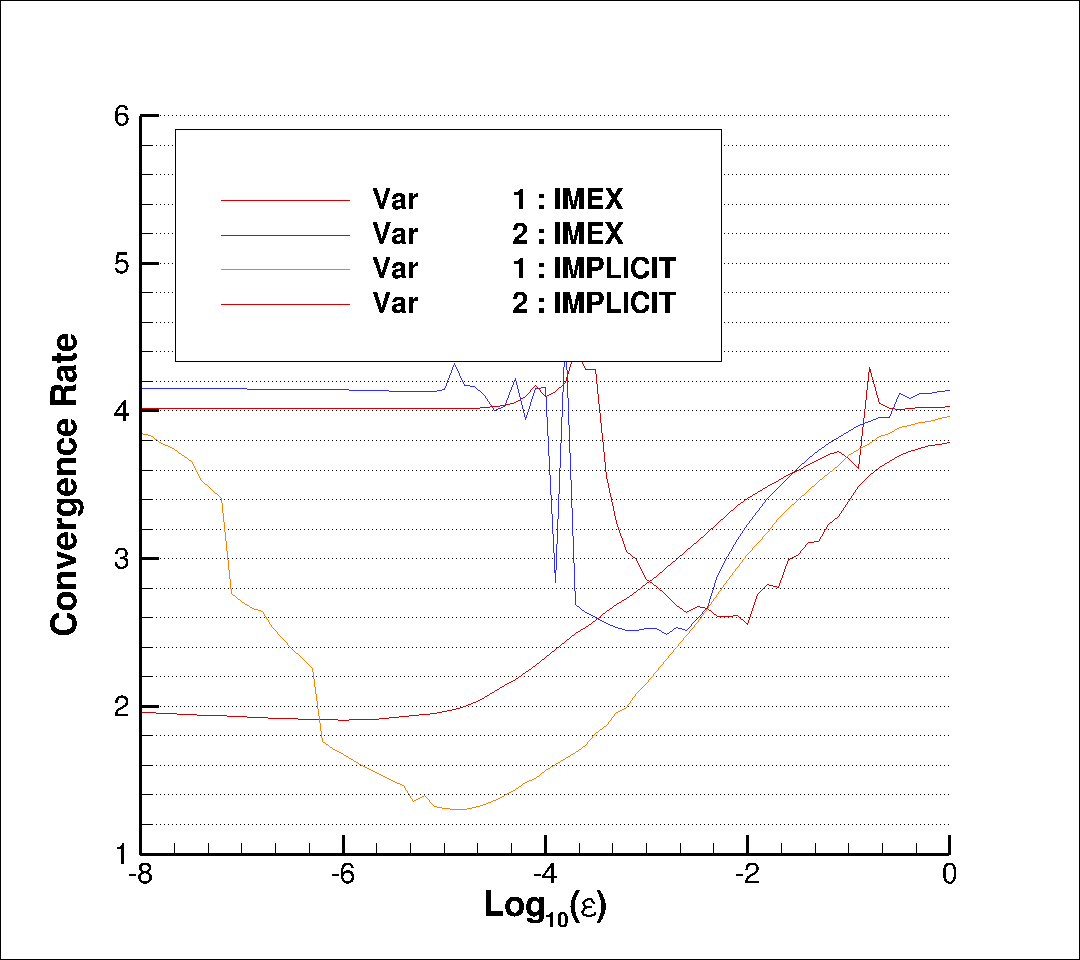 6
Var 1 : IMEX
Var 2 : IMEX
5
Var 1 : IMPLICIT
Var 2 : IMPLICIT
Convergence Rate
4
3
2
1
-8 -6 -4 -2 0
Log₁₀(ε)